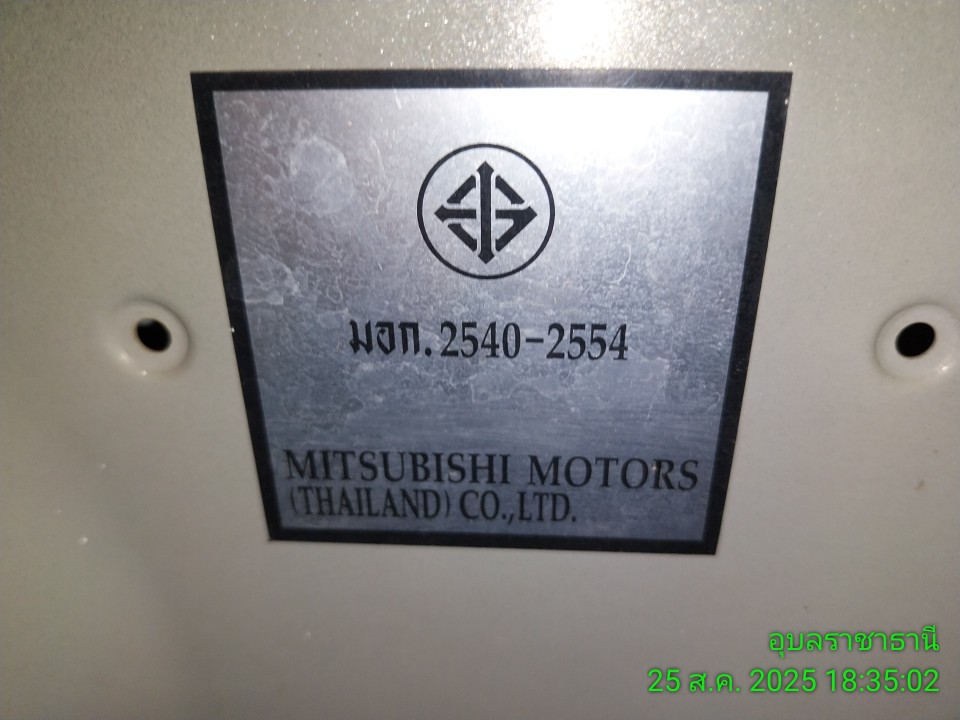 มอก. 2540-2554
MITSUBISHI MOTORS
(THAILAND) CO.,LTD.
อุบลราชาธานี
25 ส.ค. 2025 18:35:02